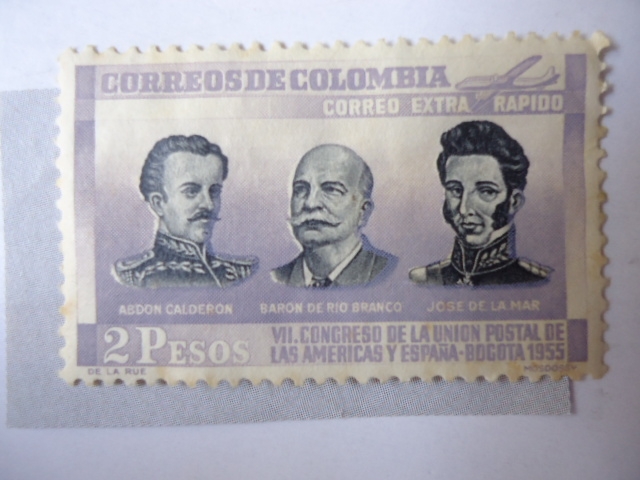 CORREOS DE COLOMBIA
CORREO EXTRA RAPIDO
ABDON CALDERON BARON DE RIO BRANCO JOSE DE LA MAR
2 PESOS
VII. CONGRESO DE LA UNION POSTAL DE
LAS AMERICAS Y ESPAÑA-BOGOTA 1955
DE LA RUE